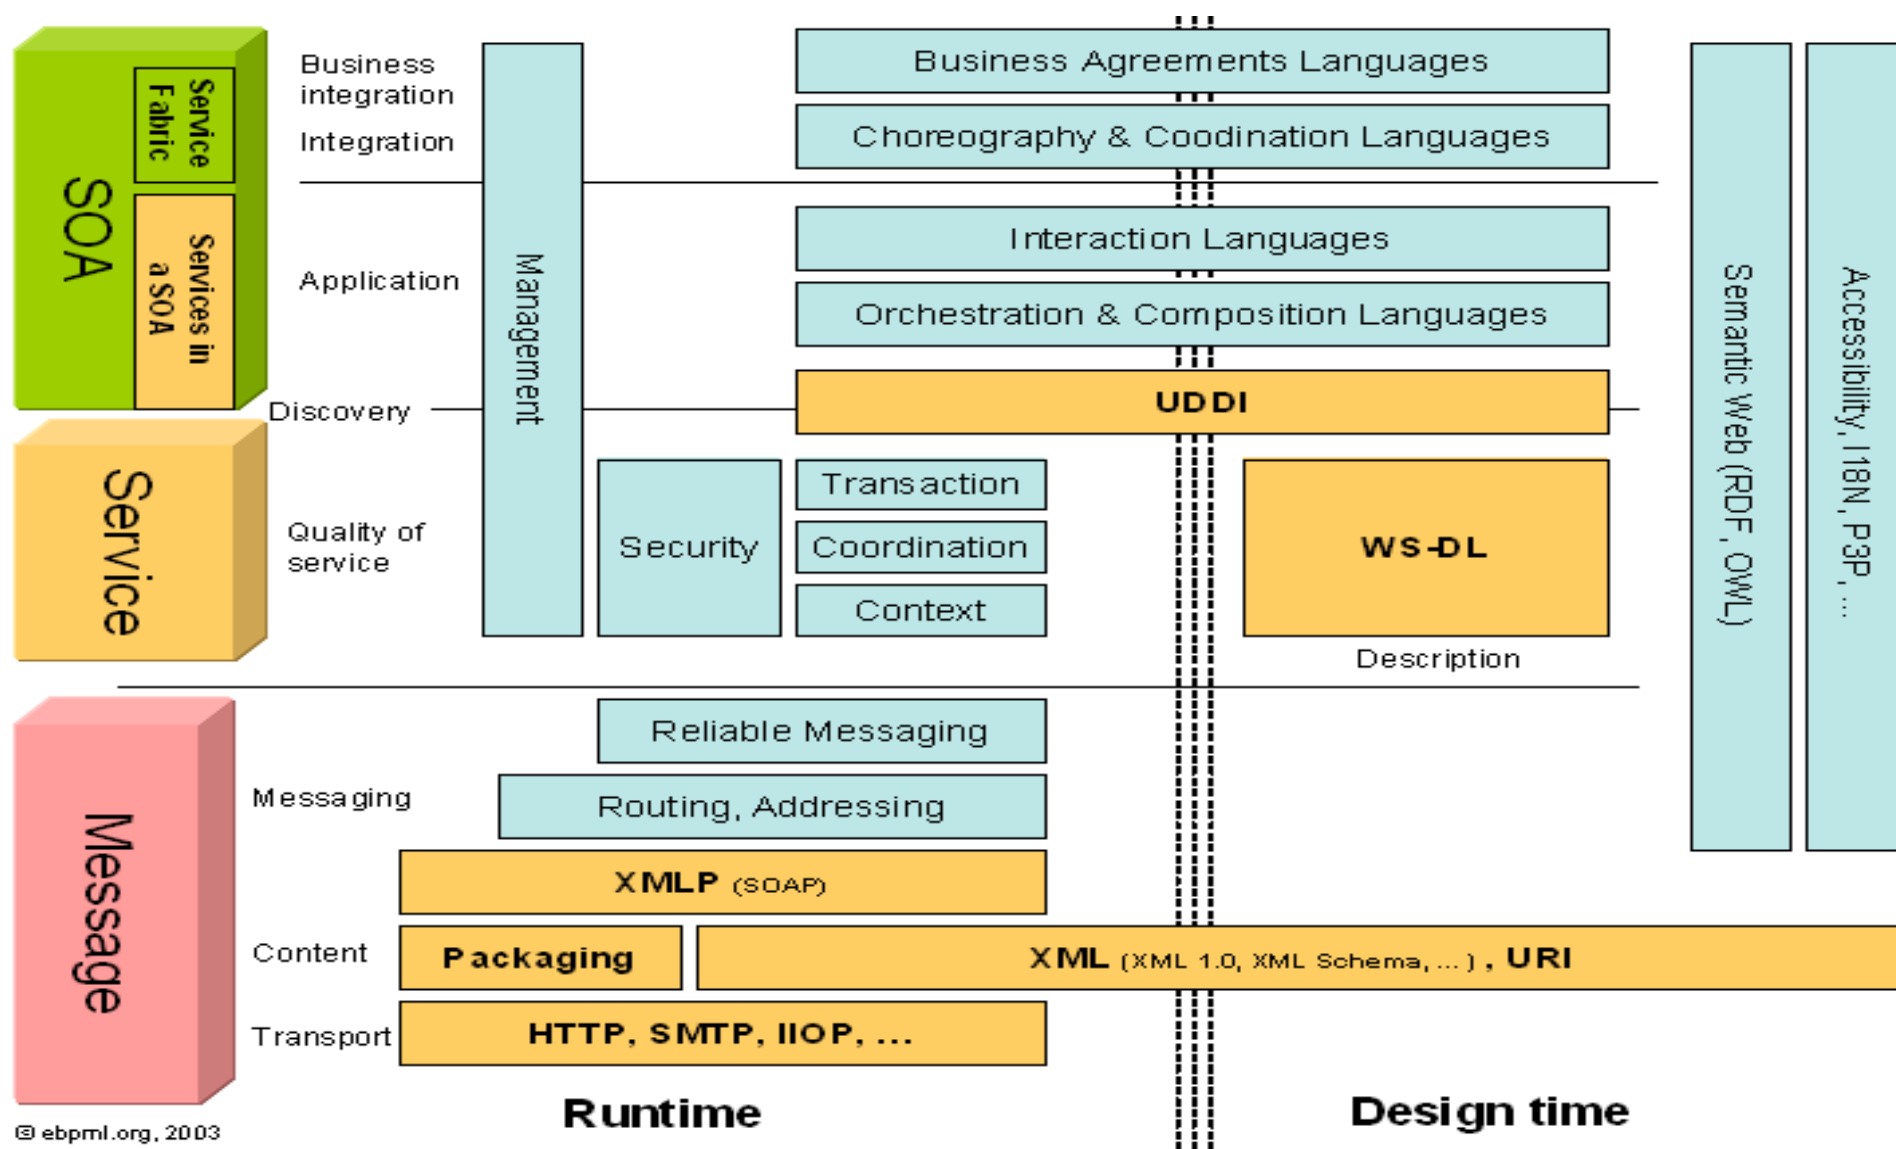 SOA
Service
Fabric
Services in
a SOA
Business
integration
Integration
Application
Discovery
Management
Business Agreements Languages
Choreography & Coodination Languages
Interaction Languages
Orchestration & Composition Languages
UDDI
Service
Quality of
service
Security
Transaction
Coordination
Context
WS-DL
Description
Semantic Web (RDF, OWL)
Accessibility, I18N, P3P, ...
Message
Messaging
Reliable Messaging
Routing, Addressing
XMLP (SOAP)
Content
Packaging
XML (XML 1.0, XML Schema, ... ) , URI
Transport
HTTP, SMTP, IIOP, ...
Runtime
Design time
© ebpml.org, 2003